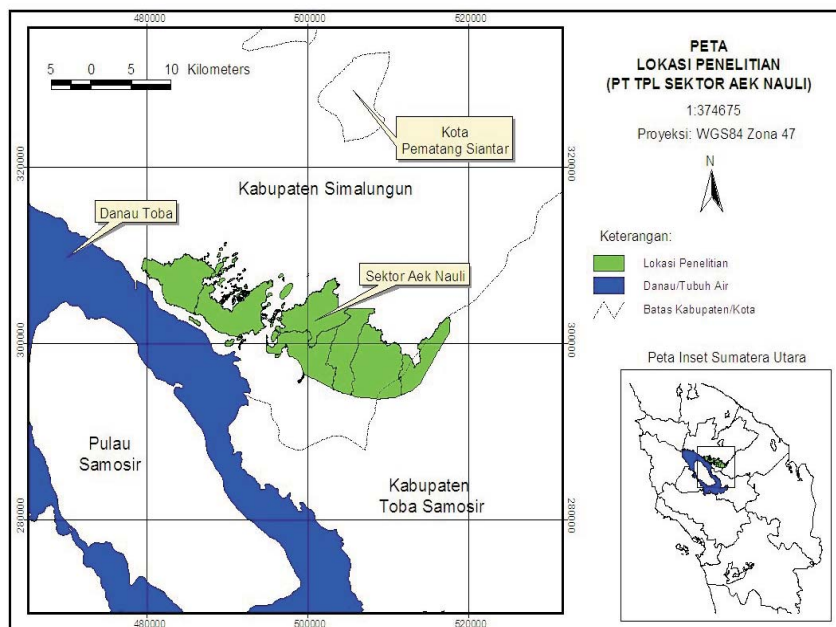 480000
500000
520000
5 0 5 10 Kilometers
Kota
Pematang Siantar
320000
320000
Kabupaten Simalungun
Danau Toba
Sektor Aek Nauli
300000
300000
Pulau
Samosir
Kabupaten
Toba Samosir
28000
28000
480000
500000
520000
PETA
LOKASI PENELITIAN
(PT TPL SEKTOR AEK NAULI)
1:374675
Proyeksi: WGS84 Zona 47
N
Keterangan:
Lokasi Penelitian
Danau/Tubuh Air
Batas Kabupaten/Kota
Peta Inset Sumatera Utara